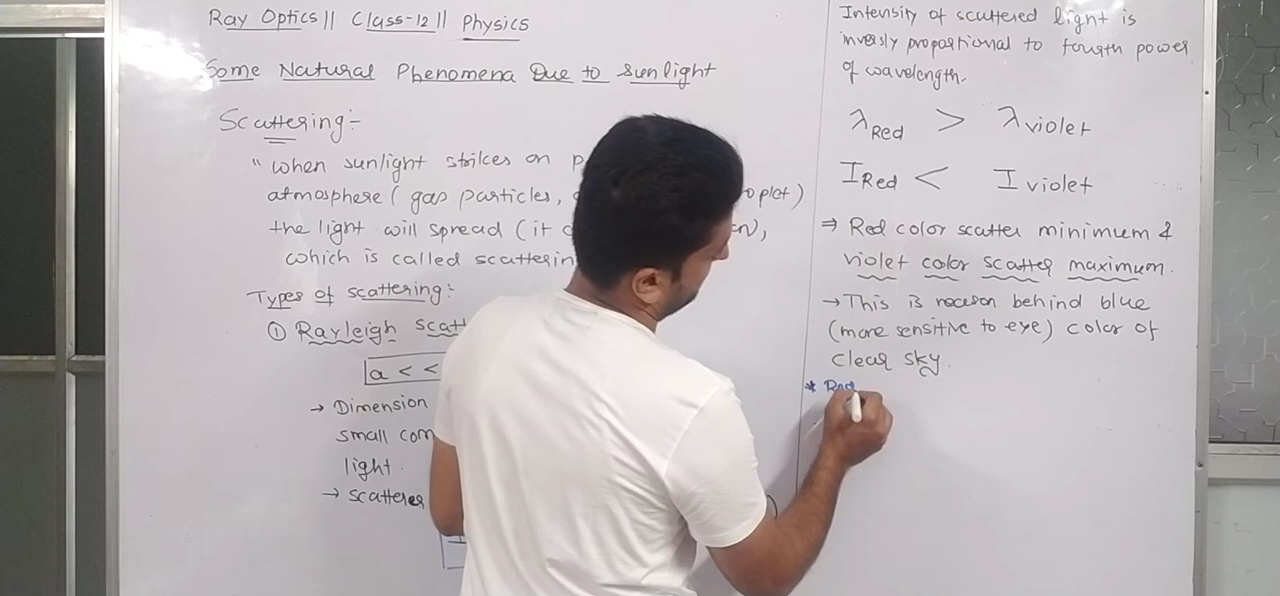 Ray Optics || Class-12 || Physics
Some Natural Phenomena Due to Sunlight
Scattering:-
" when sunlight strikes on
atmosphere ( gas particles,
the light will spread (it
which is called scatterin
Types of scattering:-
① Rayleigh scatt
a < <
→ Dimension
small com
light.
→ scatteres
Intensity of scattered light is
inversly proportional to fourth power
of wavelength.
λRed > λviolet
IRed < Iviolet
⇒ Red color scatter minimum &
violet color scatter maximum.
→ This is reason behind blue
(more sensitive to eye) color of
clear sky.
* Red